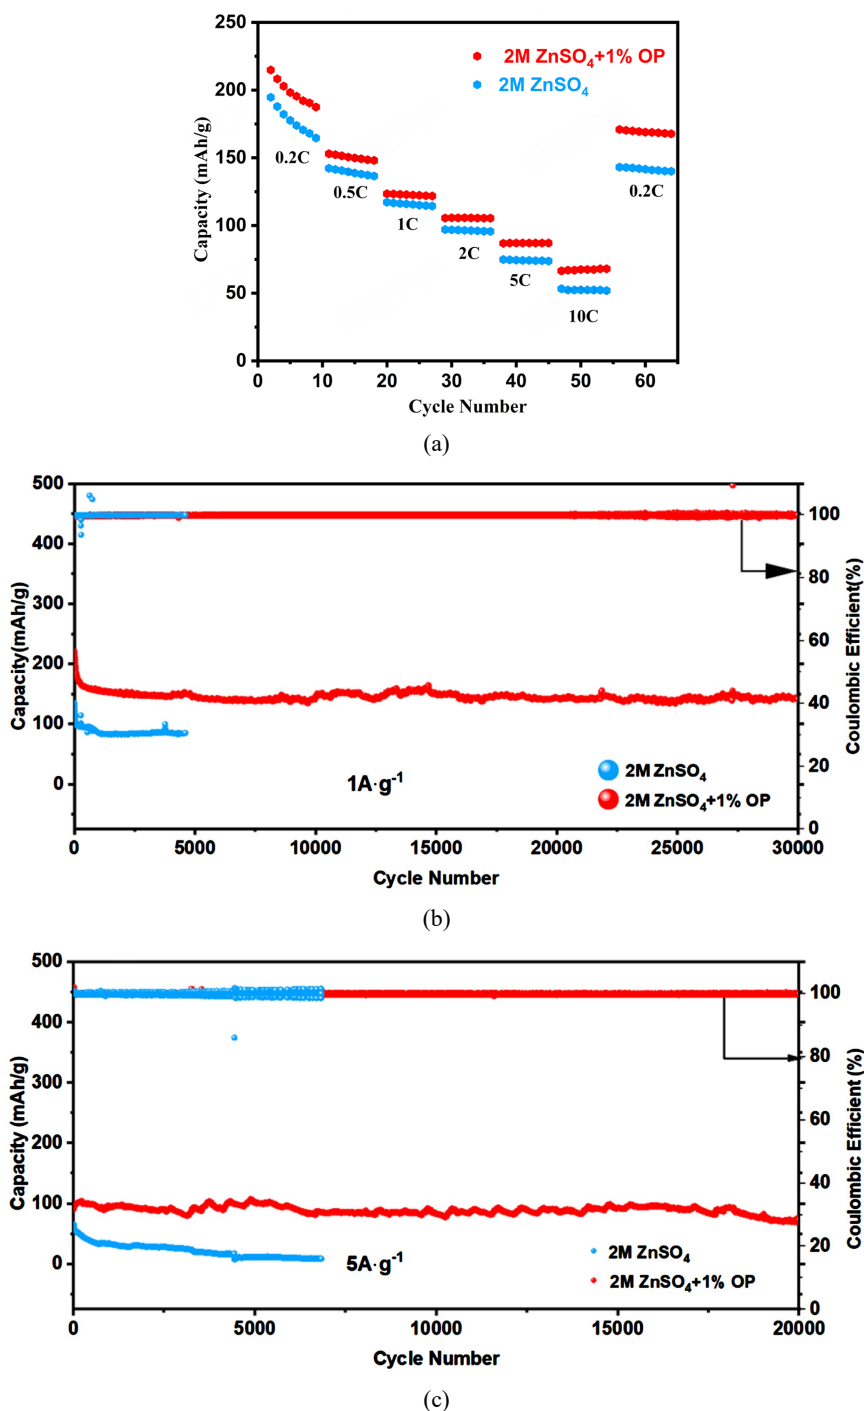 250
200
150
100
50
0
Capacity (mAh/g)
2M ZnSO₄+1% OP
2M ZnSO₄
0.2C
0.5C
1C
2C
5C
10C
0.2C
0 10 20 30 40 50 60
Cycle Number
(a)
500
450
400
300
200
150
100
0
Capacity(mAh/g)
100
80
60
40
20
0
Coulombic Efficient(%)
1A·g⁻¹
2M ZnSO₄
2M ZnSO₄+1% OP
0 5000 10000 15000 20000 25000 30000
Cycle Number
(b)
500
450
400
300
200
150
100
0
Capacity (mAh/g)
100
80
60
40
20
0
Coulombic Efficient (%)
5A·g⁻¹
2M ZnSO₄
2M ZnSO₄+1% OP
0 5000 10000 15000 20000
Cycle Number
(c)